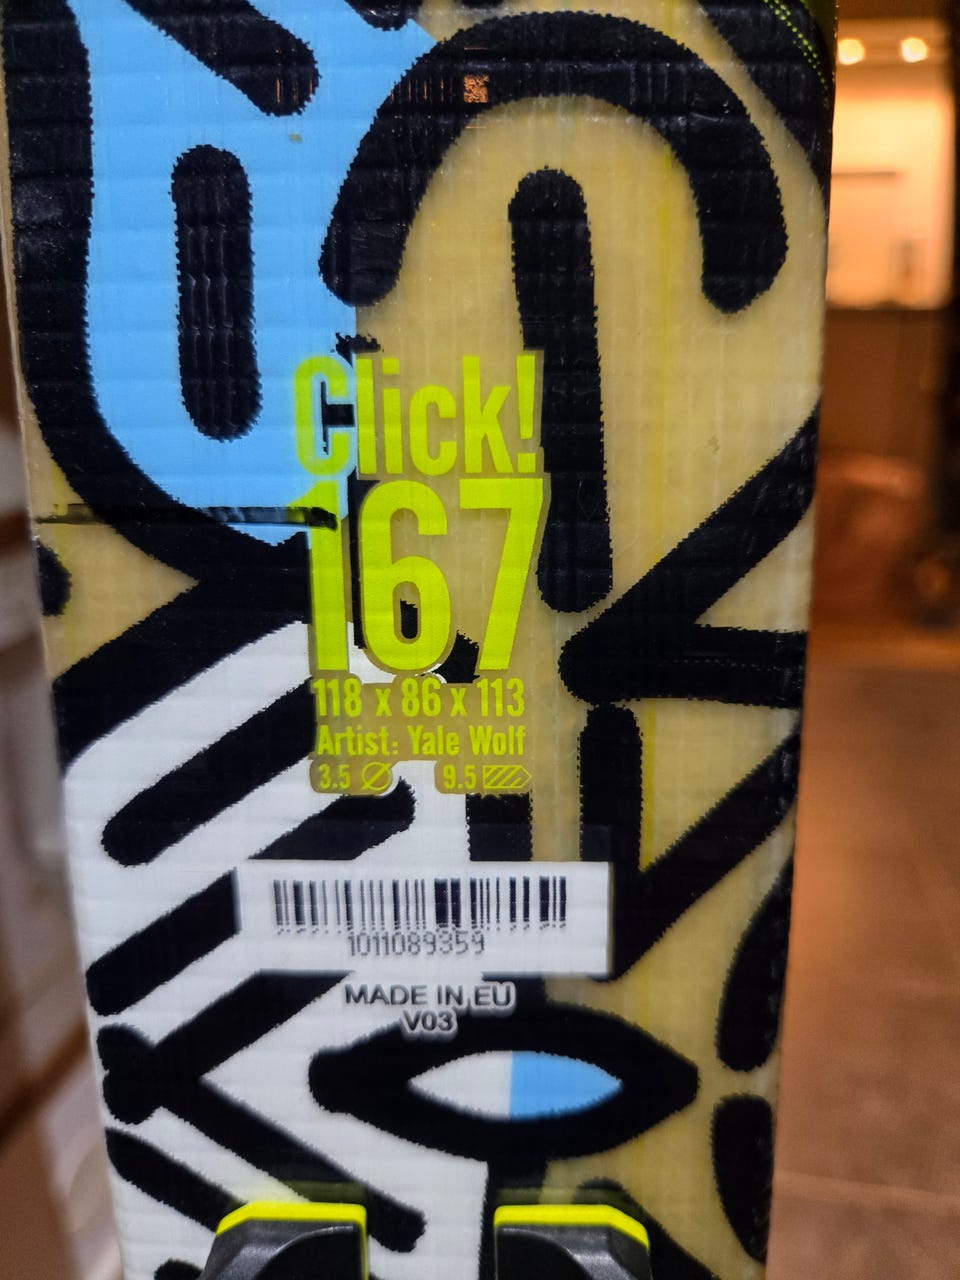 Click!
167
118 x 86 x 113
Artist: Yale Wolf
3.5 Ø 9.5
1011089359
MADE IN EU
V03